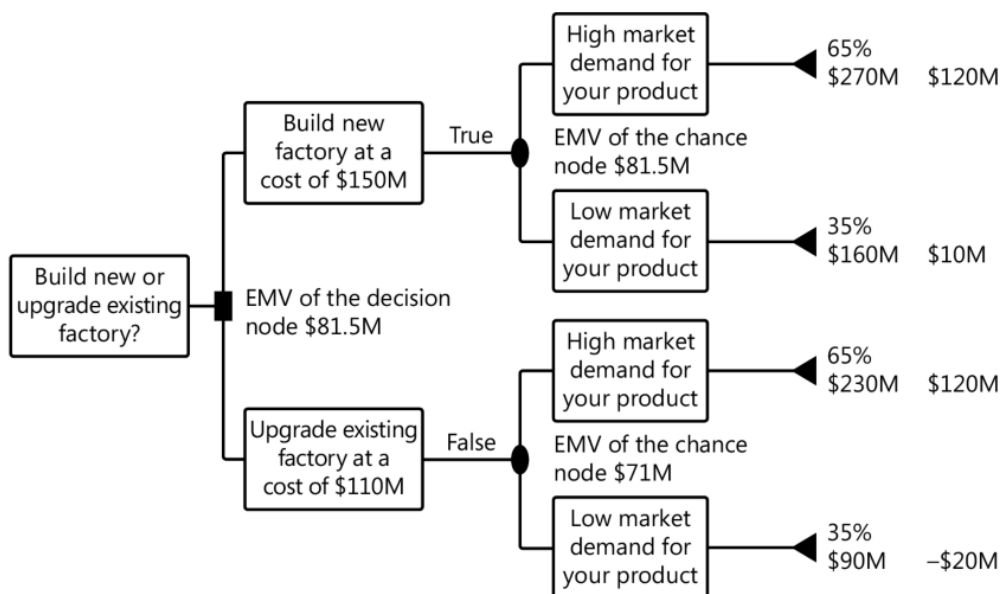 Build new or
upgrade existing
factory?
EMV of the decision
node $81.5M
Build new
factory at a
cost of $150M
True
EMV of the chance
node $81.5M
High market
demand for
your product
65%
$270M $120M
Low market
demand for
your product
35%
$160M $10M
Upgrade existing
factory at a
cost of $110M
False
EMV of the chance
node $71M
High market
demand for
your product
65%
$230M $120M
Low market
demand for
your product
35%
$90M –$20M